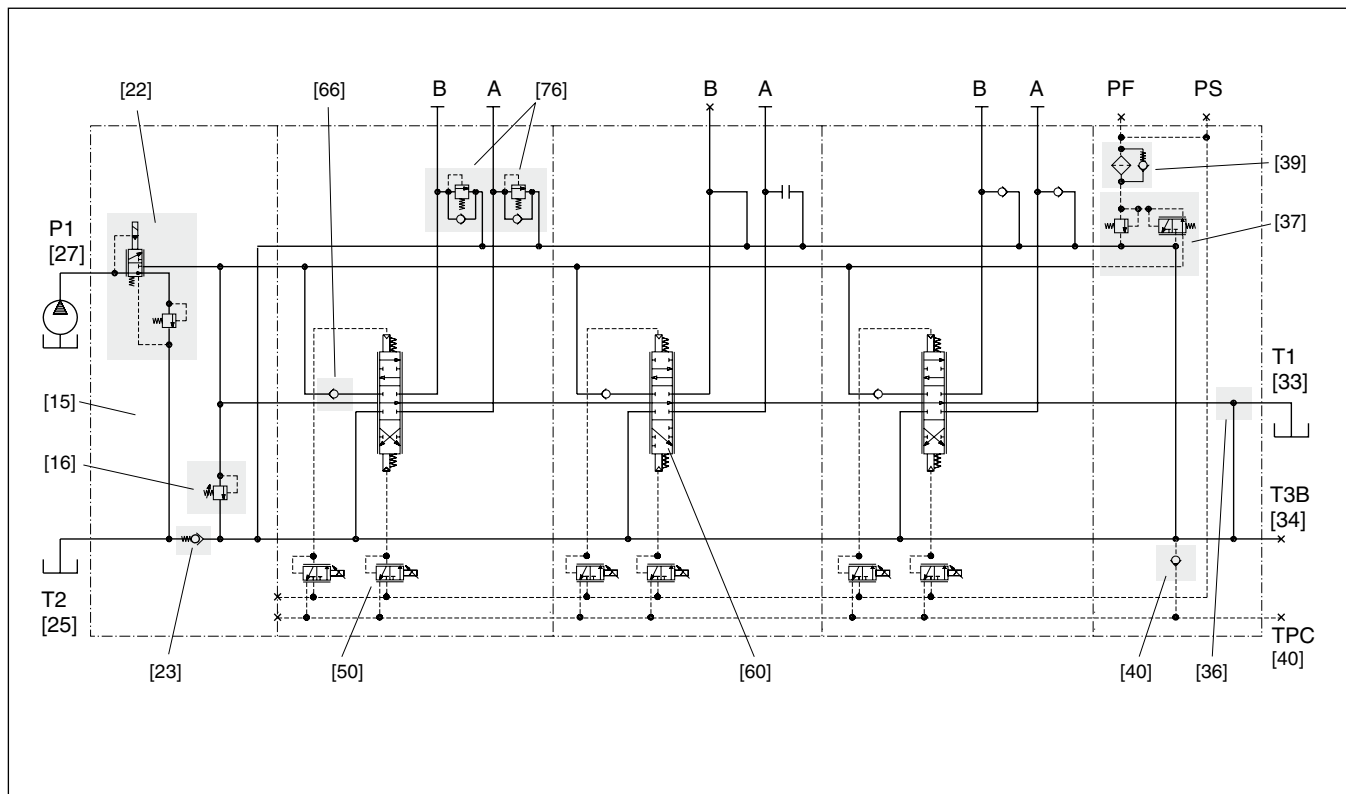 [22]
[66]
B
A
[76]
B
A
B
A
PF
PS
[39]
P1
[27]
[37]
T1
[33]
[15]
[16]
T3B
[34]
T2
[25]
TPC
[40]
[23]
[50]
[60]
[40]
[36]